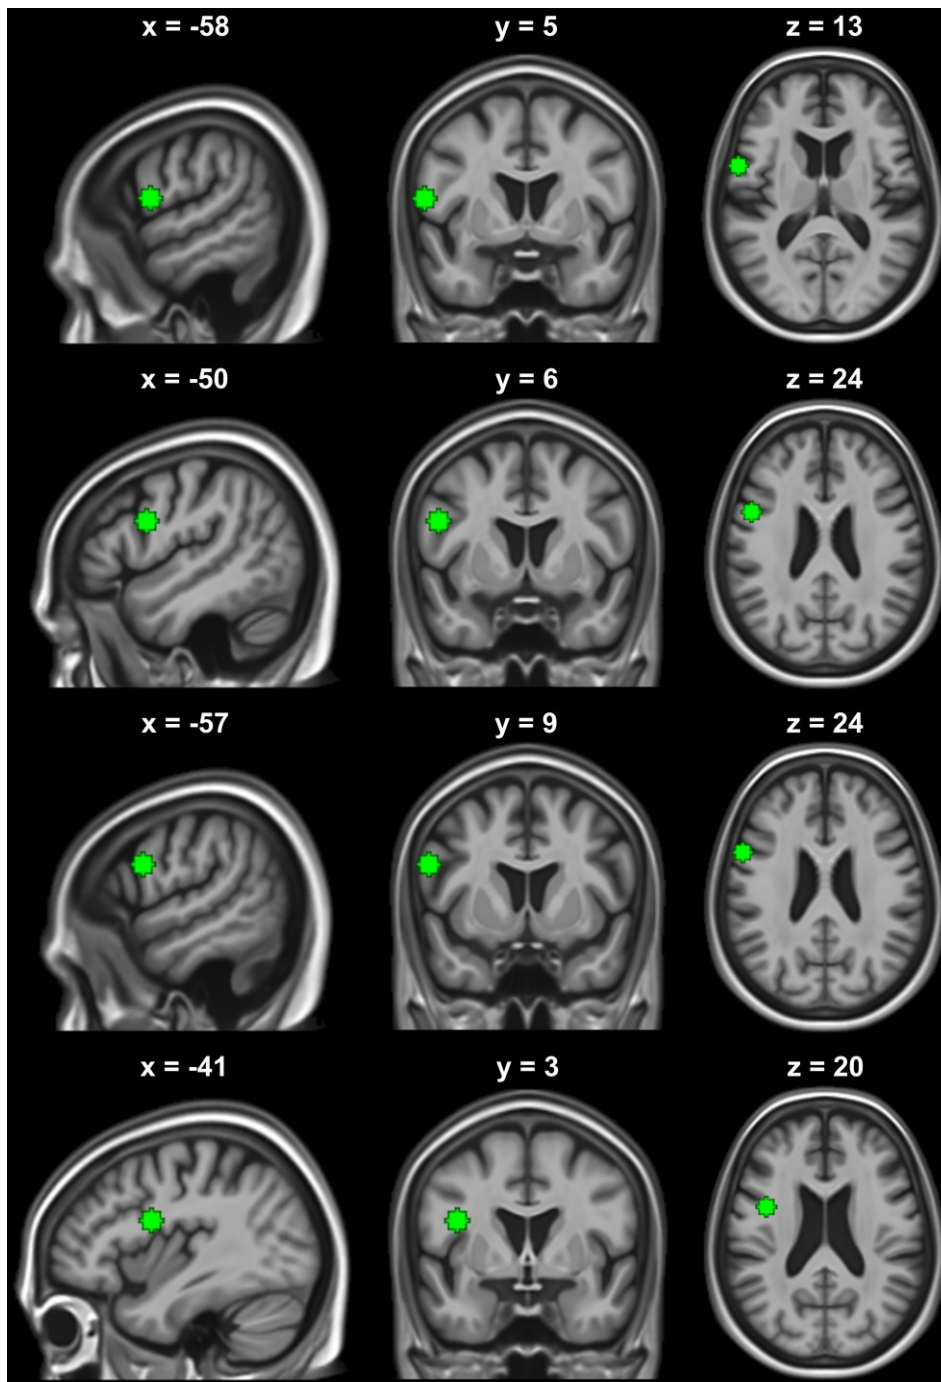 x = -58 y = 5 z = 13
x = -50 y = 6 z = 24
x = -57 y = 9 z = 24
x = -41 y = 3 z = 20